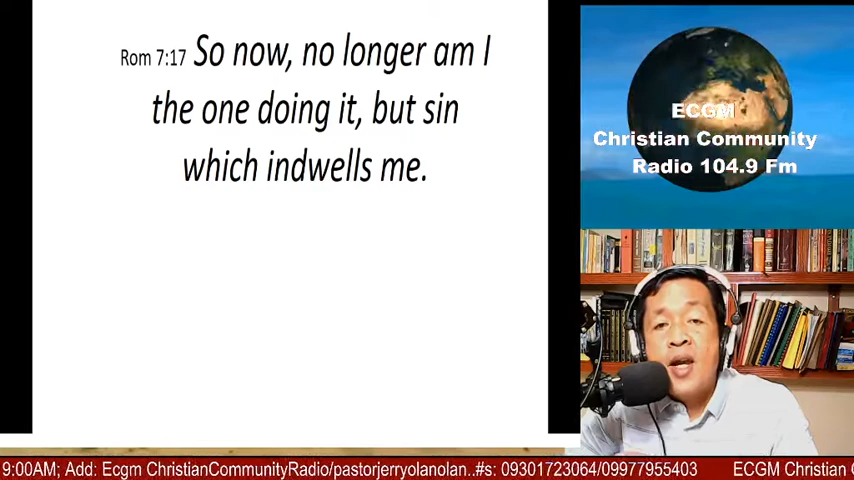 Rom 7:17 So now, no longer am I
the one doing it, but sin
which indwells me.
ECGM
Christian Community
Radio 104.9 Fm
9:00AM; Add: Ecgm ChristianCommunityRadio/pastorjerryolanolan..#s: 09301723064/09977955403 ECGM Christian